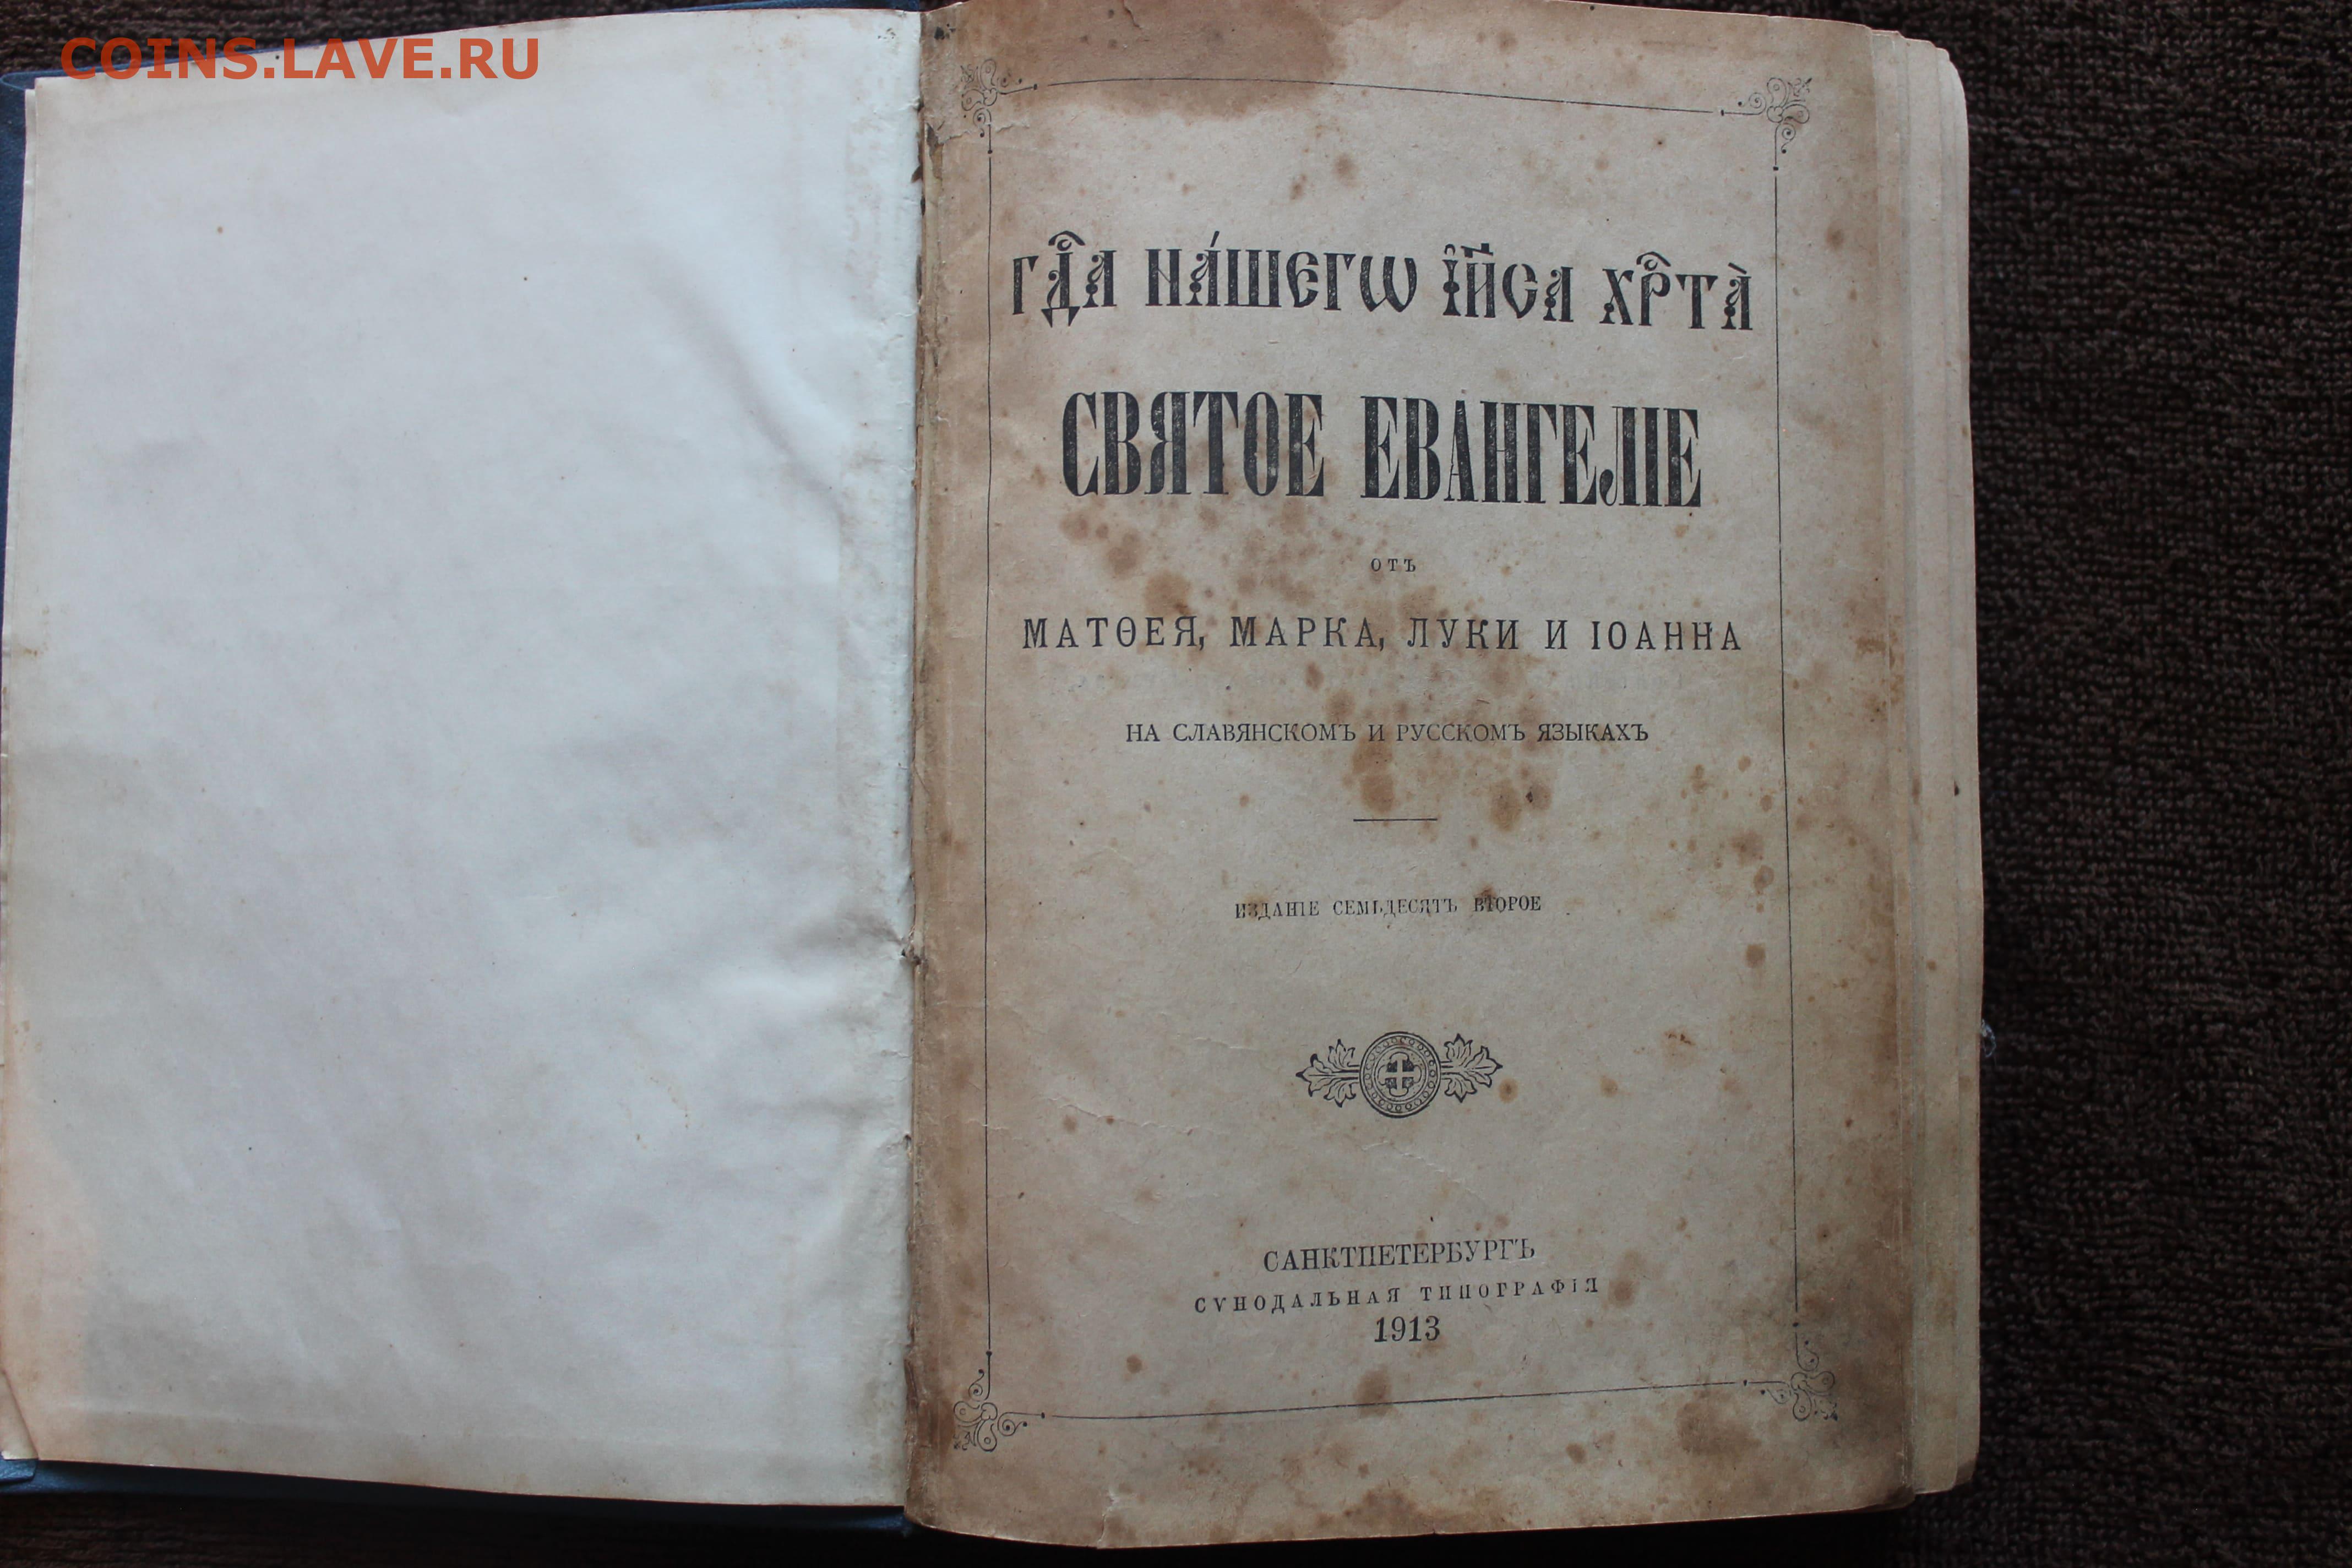 COINS.LAVE.RU
Гдⷭ҇а на́шегѡ і҆и҃са хрⷭ҇та̀
СВЯТОЕ ЕВАНГЕЛІЕ
ОТЪ
МАТѲЕЯ, МАРКА, ЛУКИ И ІОАННА
НА СЛАВЯНСКОМЪ И РУССКОМЪ ЯЗЫКАХЪ
ИЗДАНІЕ СЕМЬДЕСЯТЪ ВТОРОЕ
САНКТПЕТЕРБУРГЪ
СѴНОДАЛЬНАЯ ТИПОГРАФІЯ
1913